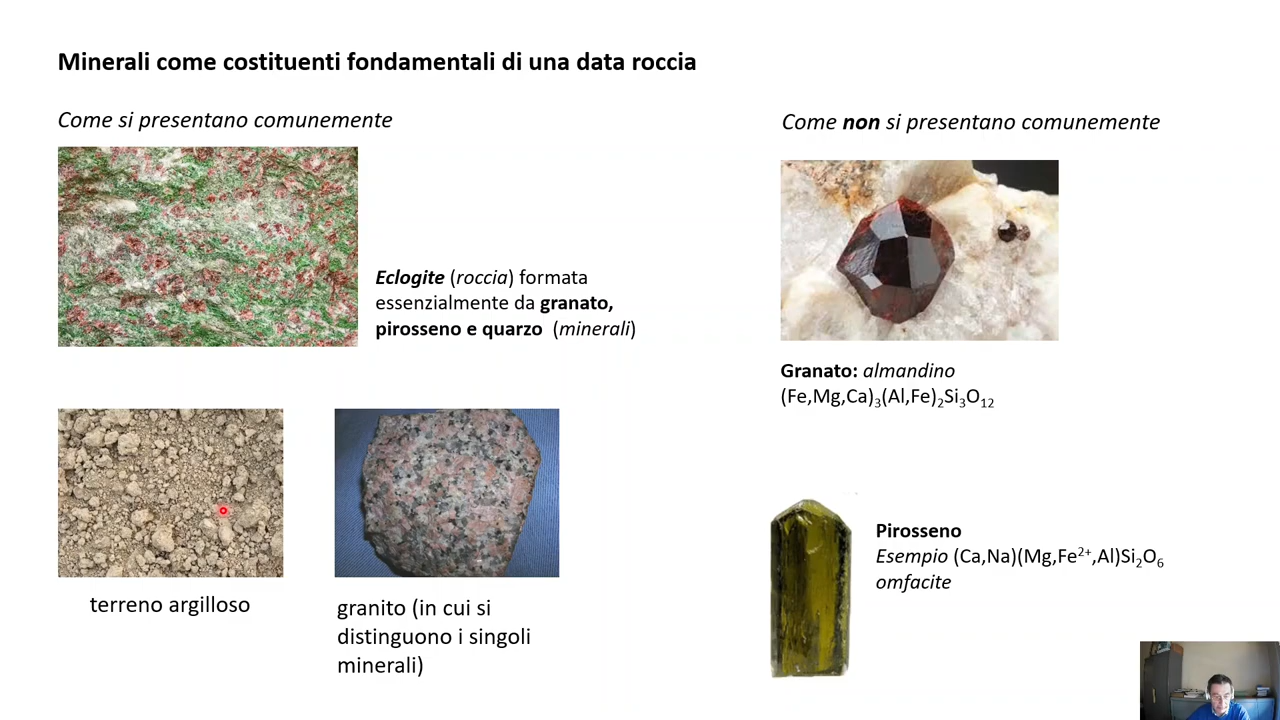 Minerali come costituenti fondamentali di una data roccia
Come si presentano comunemente
Eclogite (roccia) formata
essenzialmente da granato,
pirosseno e quarzo (minerali)
terreno argilloso
granito (in cui si
distinguono i singoli
minerali)
Come non si presentano comunemente
Granato: almandino
(Fe,Mg,Ca)₃(Al,Fe)₂Si₃O₁₂
Pirosseno
Esempio (Ca,Na)(Mg,Fe²⁺,Al)Si₂O₆
omfacite